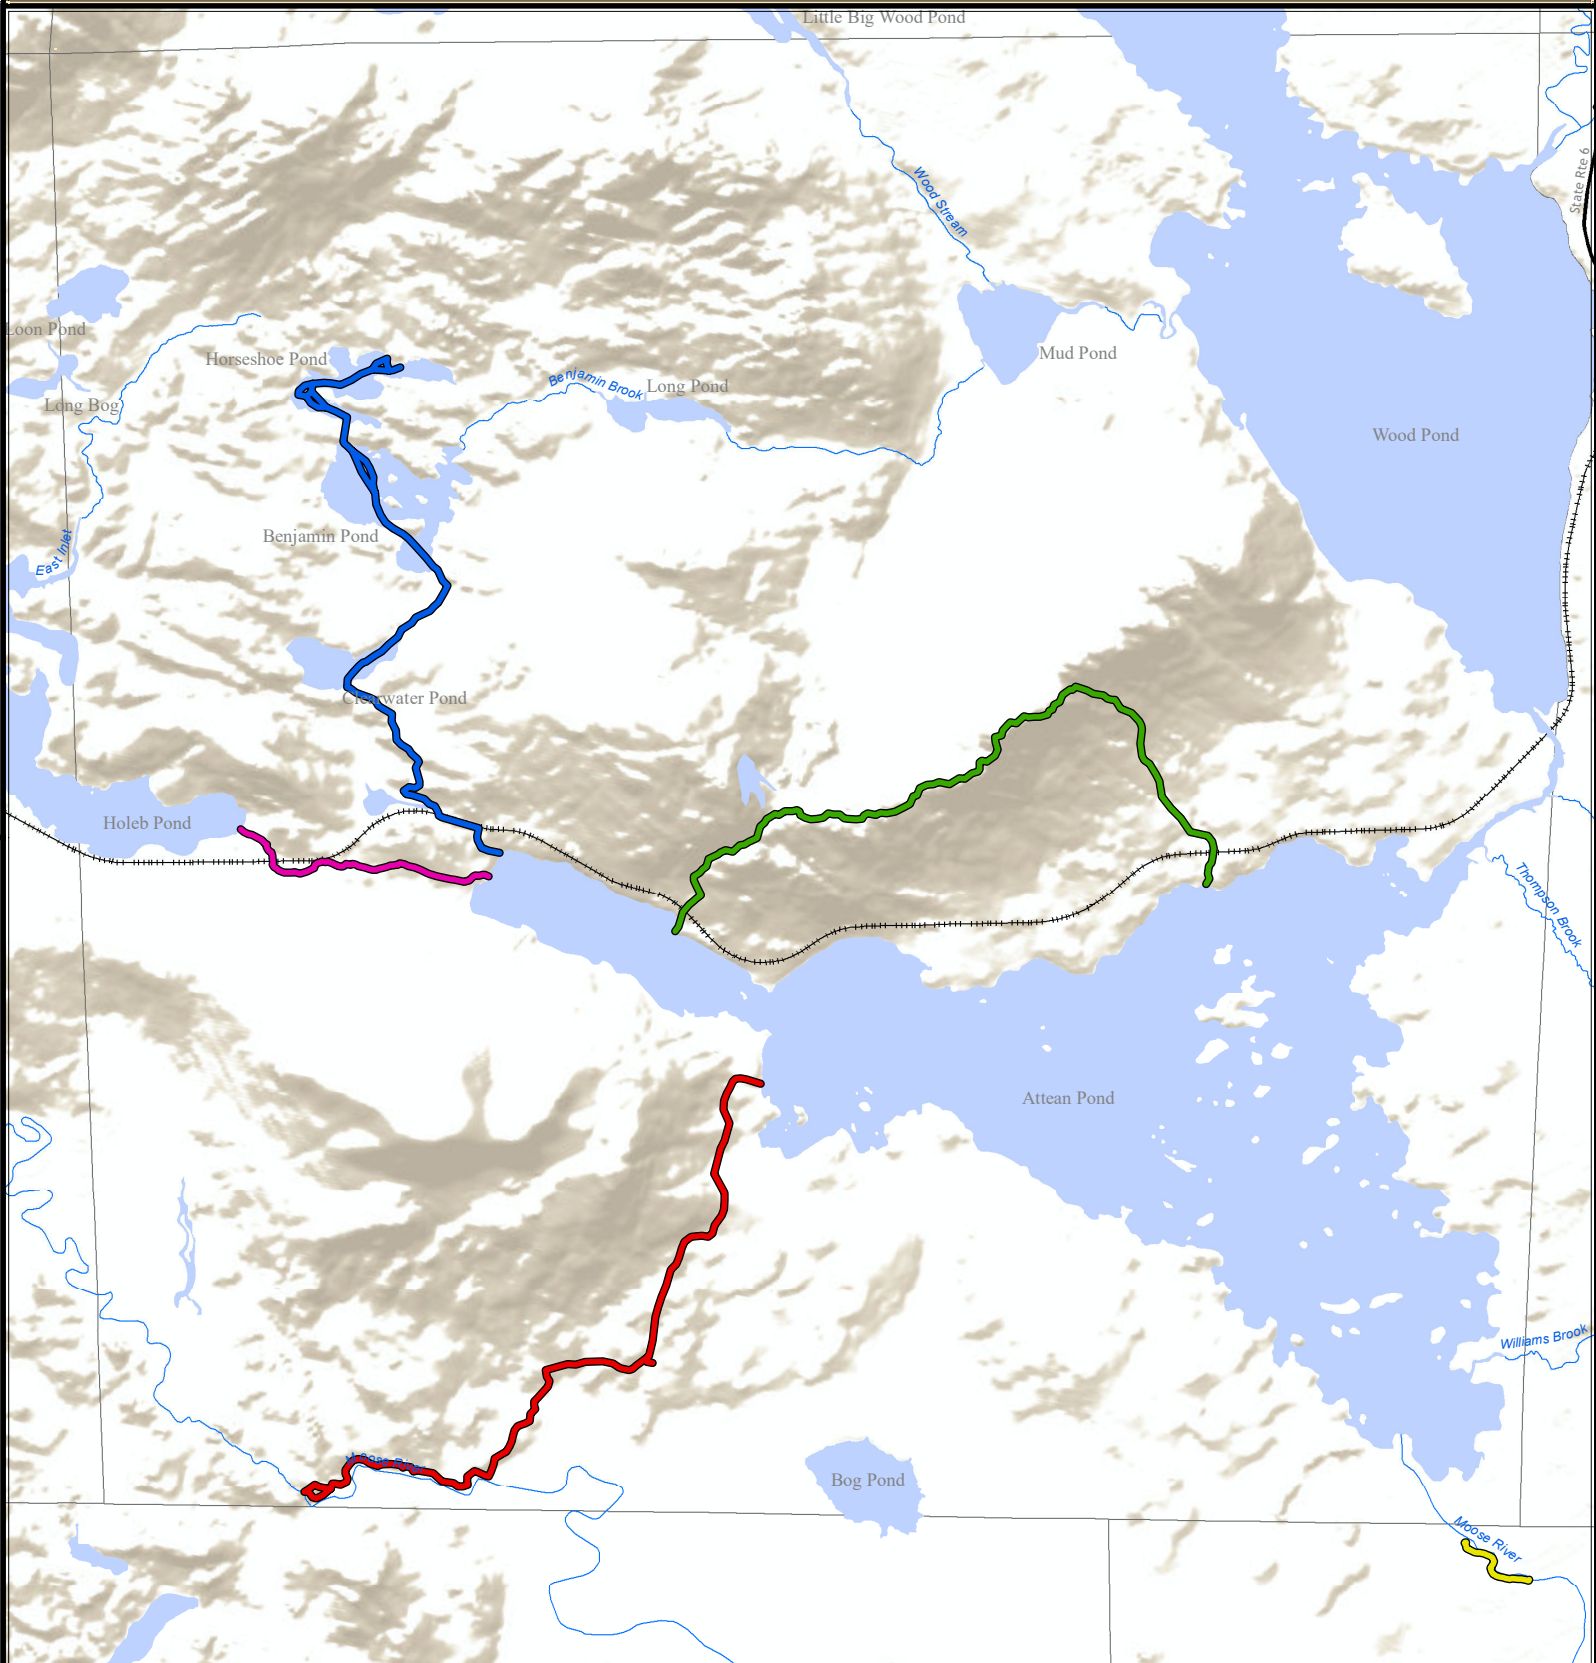 Little Big Wood Pond
State Rte 6
Wood Stream
Loon Pond
Horseshoe Pond
Mud Pond
Benjamin Brook
Long Pond
Long Bog
Wood Pond
East Inlet
Benjamin Pond
Clearwater Pond
Holeb Pond
Thompson Brook
Attean Pond
Williams Brook
Moose River
Bog Pond
Moose River